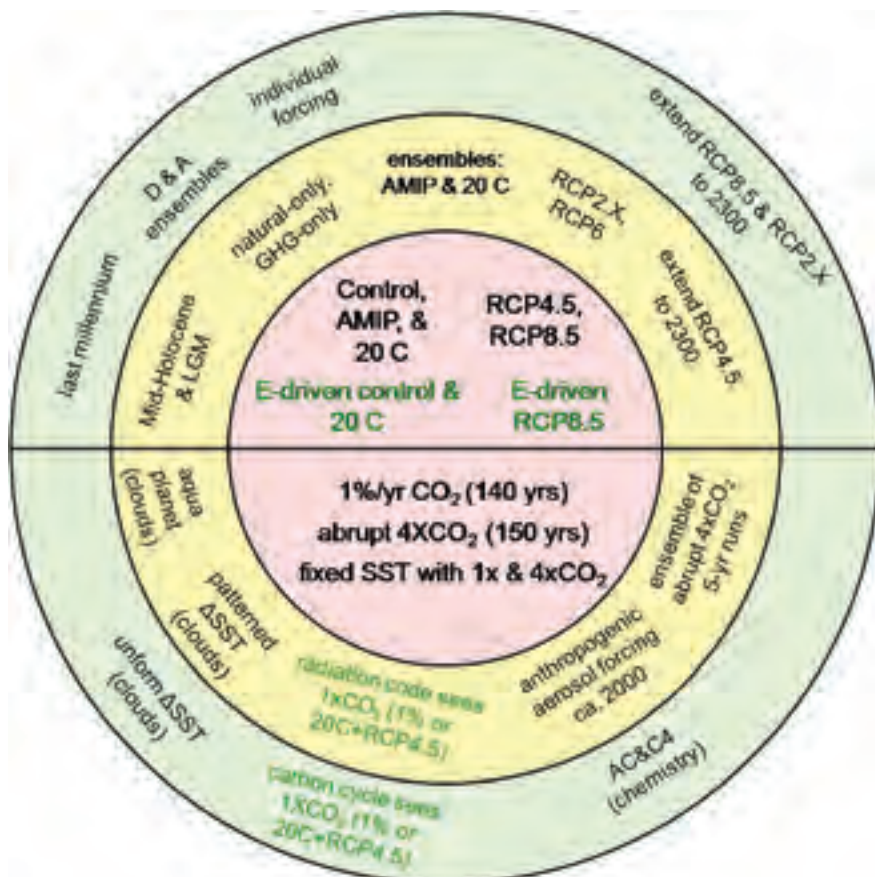 individual
forcing
D & A
ensembles
last millennium
extend RCP8.5 & RCP2.X
to 2300
ensembles:
AMIP & 20 C
natural-only,
GHG-only
Mid-Holocene
& LGM
RCP2.X,
RCP6
extend RCP4.5
to 2300
Control,
AMIP, &
20 C
RCP4.5,
RCP8.5
E-driven control &
20 C
E-driven
RCP8.5
1%/yr CO₂ (140 yrs)
abrupt 4XCO₂ (150 yrs)
fixed SST with 1x & 4xCO₂
aqua
planet
(clouds)
patterned
ΔSST
(clouds)
radiation code sees
1xCO₂ (1% or
20C+RCP4.5)
anthropogenic
aerosol forcing
ca. 2000
ensemble of
abrupt 4xCO₂
5-yr runs
unform ΔSST
(clouds)
carbon cycle sees
1XCO₂ (1% or
20C+RCP4.5)
AC&C4
(chemistry)